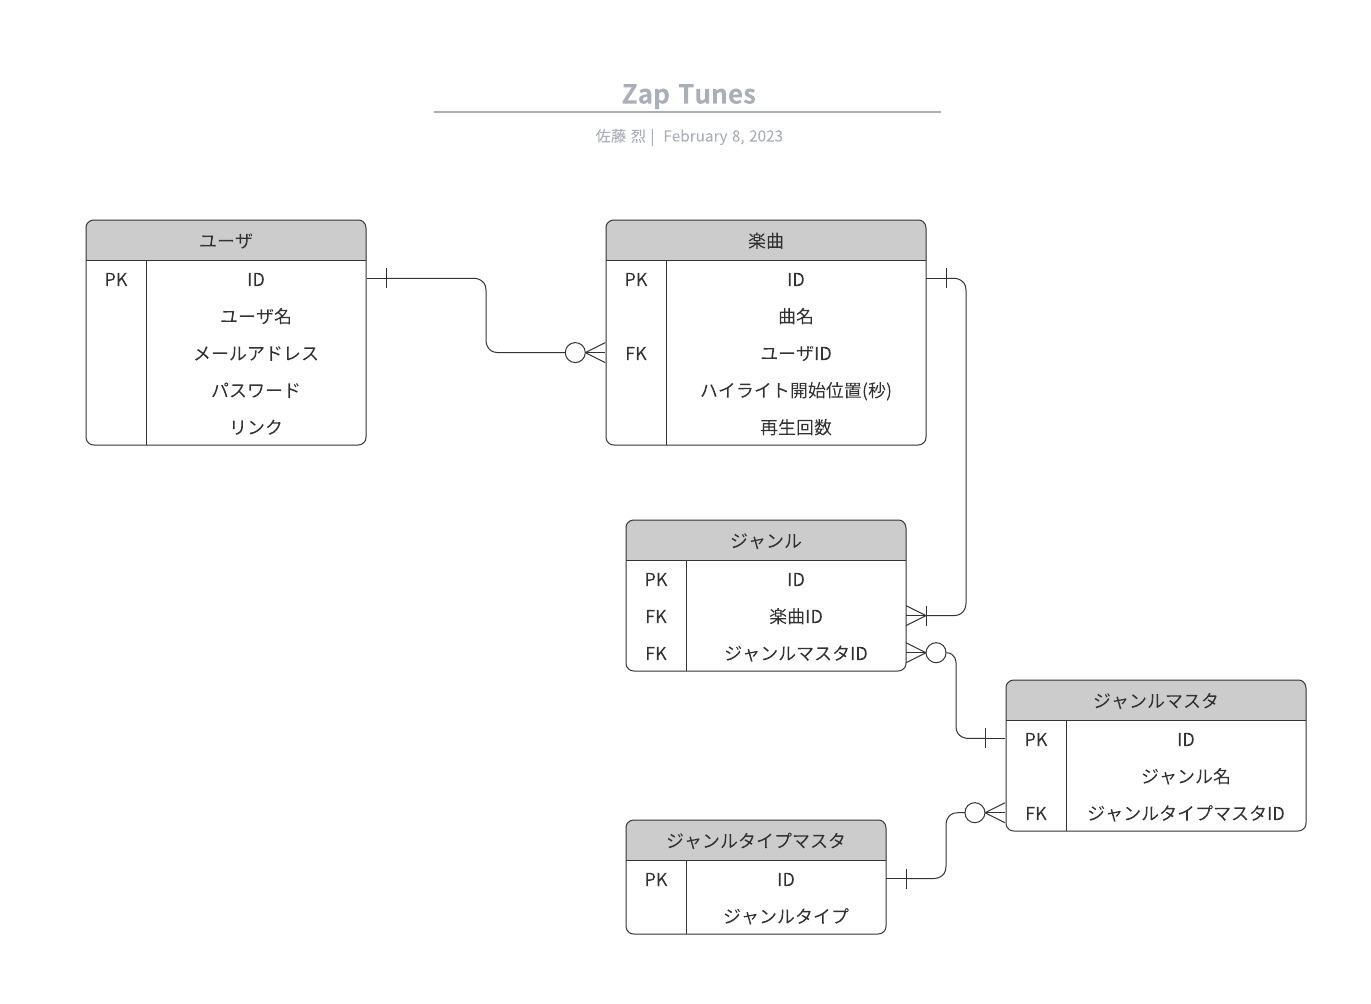 Zap Tunes
佐藤 烈 | February 8, 2023
ユーザ
PK ID
ユーザ名
メールアドレス
パスワード
リンク
楽曲
PK ID
曲名
FK ユーザID
ハイライト開始位置(秒)
再生回数
ジャンル
PK ID
FK 楽曲ID
FK ジャンルマスタID
ジャンルマスタ
PK ID
ジャンル名
FK ジャンルタイプマスタID
ジャンルタイプマスタ
PK ID
ジャンルタイプ